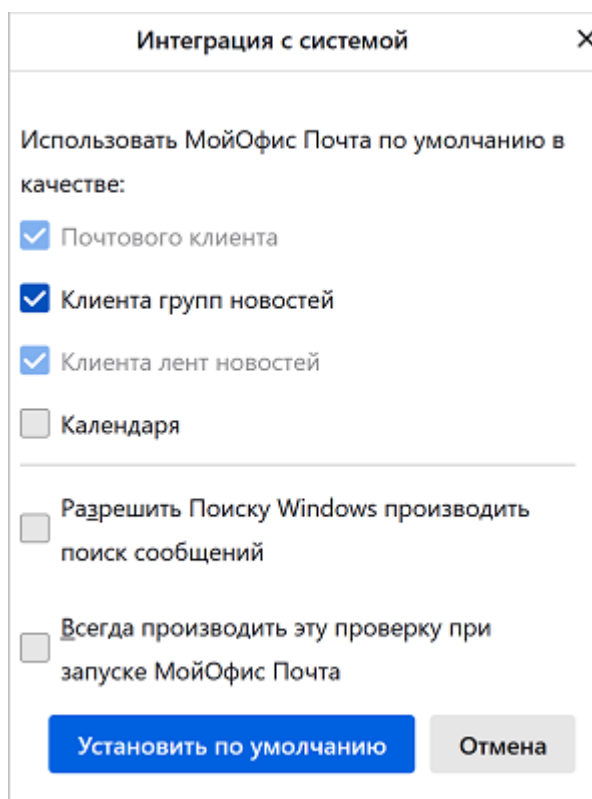 Интеграция с системой
Использовать МойОфис Почта по умолчанию в
качестве:
Почтового клиента
Клиента групп новостей
Клиента лент новостей
Календаря
Разрешить Поиску Windows производить
поиск сообщений
Всегда производить эту проверку при
запуске МойОфис Почта
Установить по умолчанию
Отмена